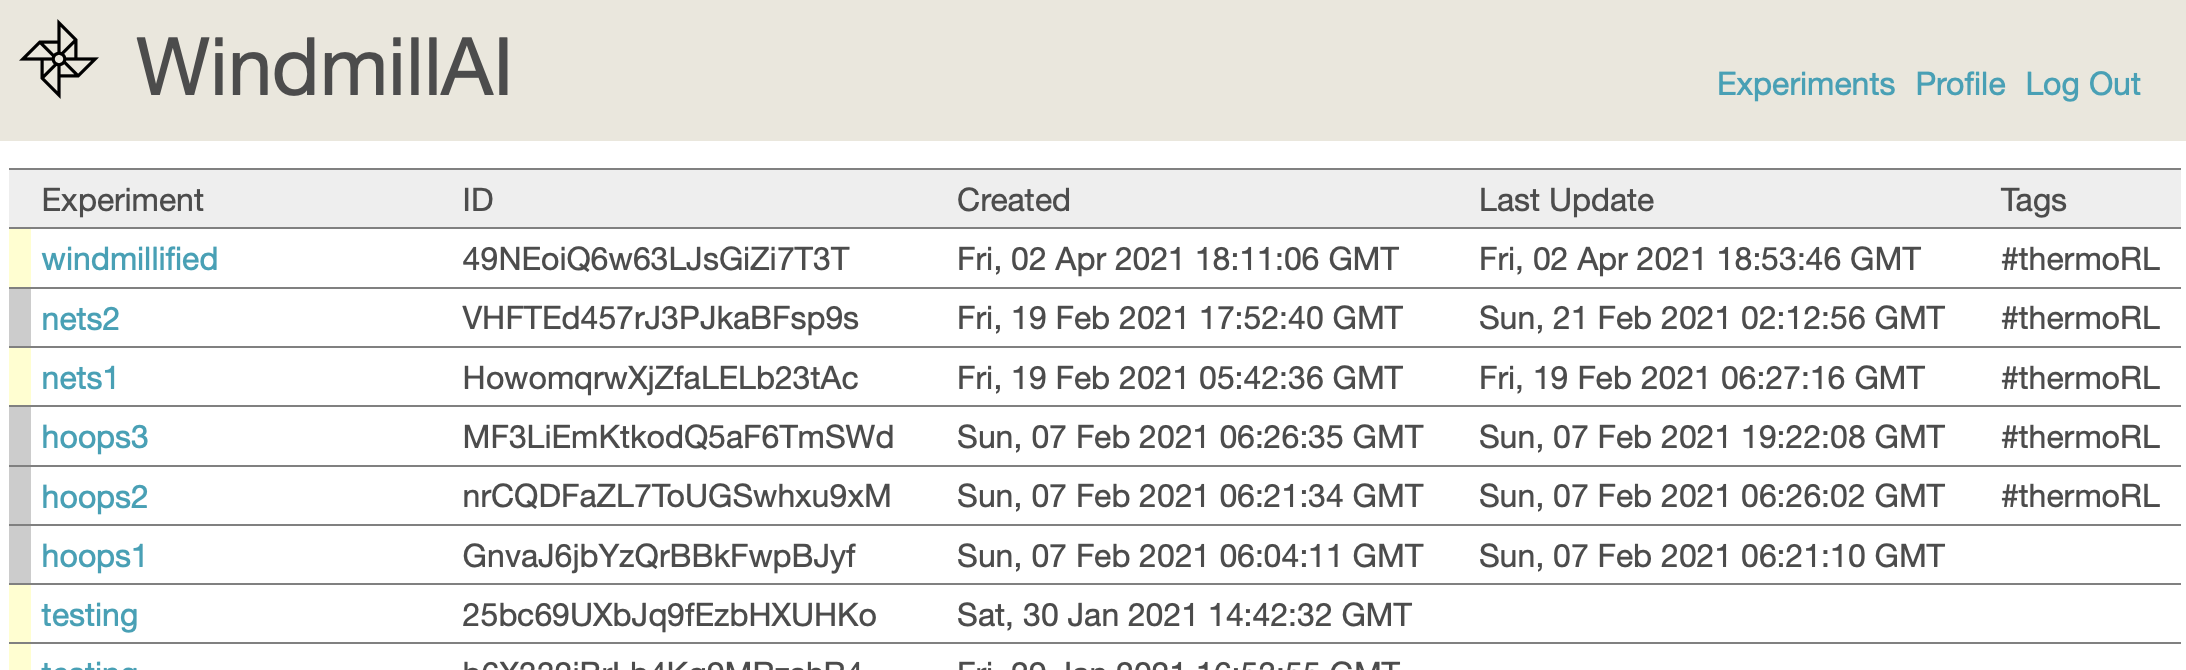 WindmillAI
Experiments Profile Log Out
Experiment ID Created Last Update Tags
windmillified 49NEoiQ6w63LJsGiZi7T3T Fri, 02 Apr 2021 18:11:06 GMT Fri, 02 Apr 2021 18:53:46 GMT #thermoRL
nets2 VHFTEd457rJ3PJkaBFsp9s Fri, 19 Feb 2021 17:52:40 GMT Sun, 21 Feb 2021 02:12:56 GMT #thermoRL
nets1 HowomqrwXjZfaLELb23tAc Fri, 19 Feb 2021 05:42:36 GMT Fri, 19 Feb 2021 06:27:16 GMT #thermoRL
hoops3 MF3LiEmKtkodQ5aF6TmSWd Sun, 07 Feb 2021 06:26:35 GMT Sun, 07 Feb 2021 19:22:08 GMT #thermoRL
hoops2 nrCQDFaZL7ToUGSwhxu9xM Sun, 07 Feb 2021 06:21:34 GMT Sun, 07 Feb 2021 06:26:02 GMT #thermoRL
hoops1 GnvaJ6jbYzQrBBkFwpBJyf Sun, 07 Feb 2021 06:04:11 GMT Sun, 07 Feb 2021 06:21:10 GMT
testing 25bc69UXbJq9fEzbHXUHKo Sat, 30 Jan 2021 14:42:32 GMT
testing Jan 2021 GMT